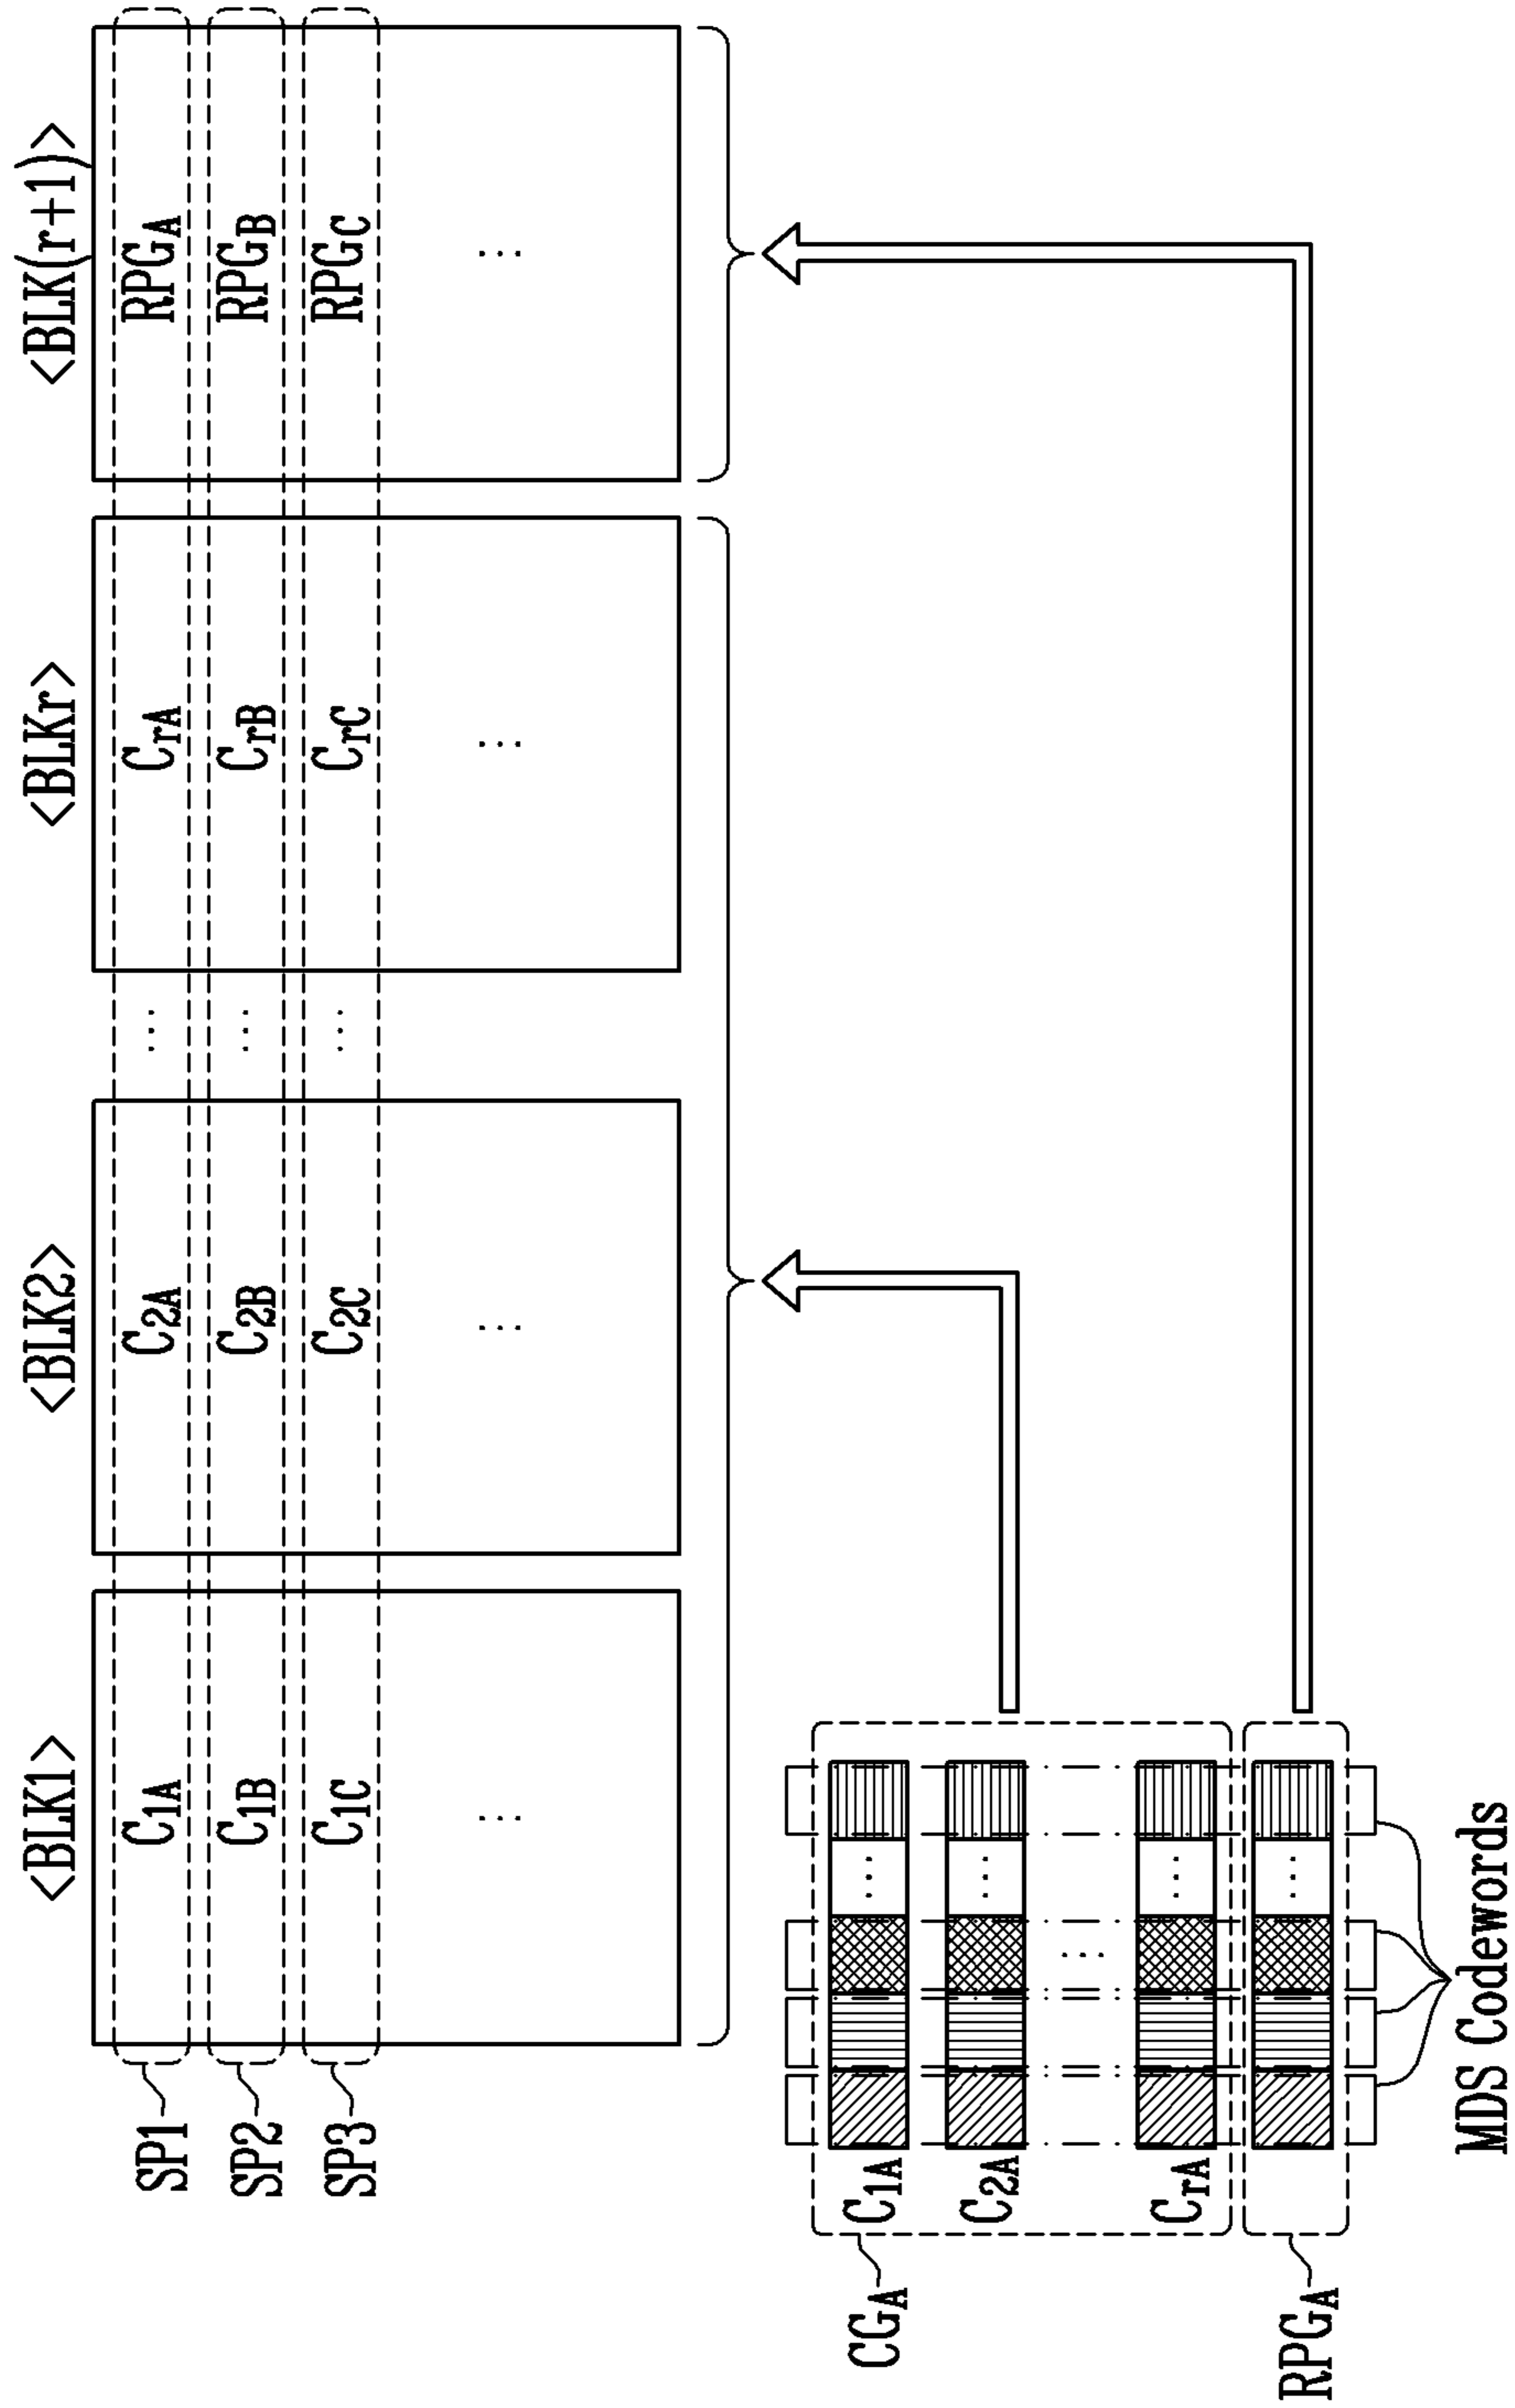 <BLK1> <BLK2> <BLKr> <BLK(r+1)>
SP1 C1A C2A ... CrA RPGA
SP2 C1B C2B ... CrB RPGB
SP3 C1C C2C ... CrC RPGC
... ... ... ...
CGA C1A ...
C2A ...
...
CrA ...
RPGA ...
MDS Codewords